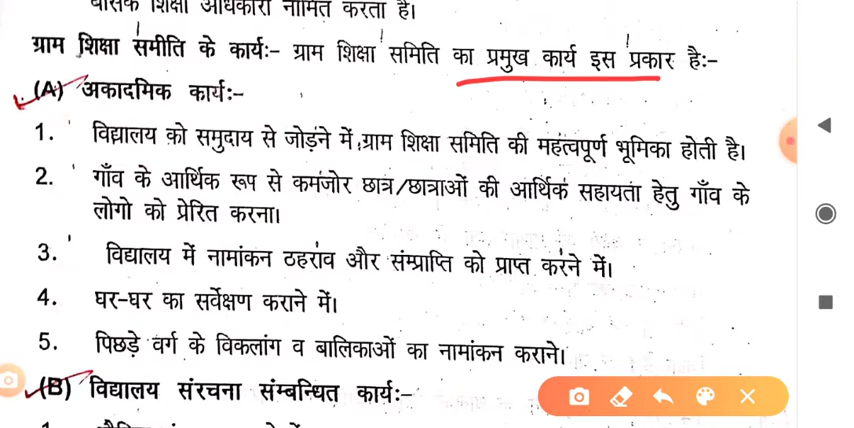 बेसिक शिक्षा अधिकारी नामित करता है।
ग्राम शिक्षा समीति के कार्यः- ग्राम शिक्षा समिति का प्रमुख कार्य इस प्रकार हैः-
(A) अकादमिक कार्यः-
1. विद्यालय को समुदाय से जोड़ने में ग्राम शिक्षा समिति की महत्वपूर्ण भूमिका होती है।
2. गाँव के आर्थिक रूप से कमजोर छात्र/छात्राओं की आर्थिक सहायता हेतु गाँव के
लोगो को प्रेरित करना।
3. विद्यालय में नामांकन ठहराव और संम्प्राप्ति को प्राप्त करने में।
4. घर-घर का सर्वेक्षण कराने में।
5. पिछड़े वर्ग के विकलांग व बालिकाओं का नामांकन कराने।
(B) विद्यालय संरचना संम्बन्धित कार्यः-